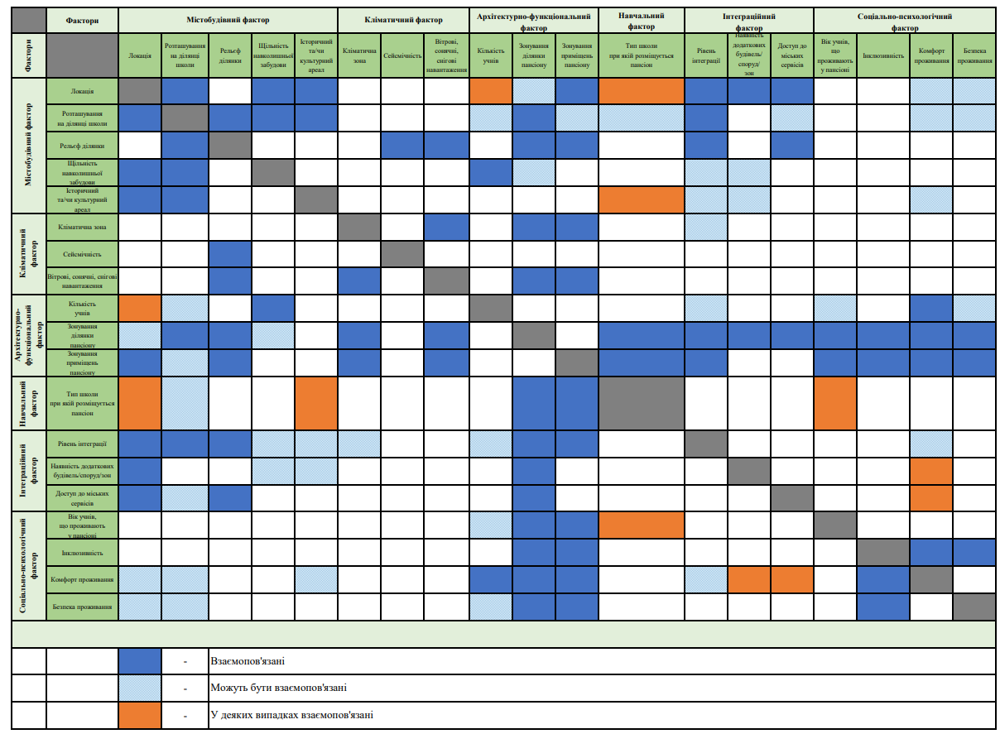 Фактори
Містобудівний фактор
Кліматичний фактор
Архітектурно-функціональний
фактор
Навчальний
фактор
Інтеграційний
фактор
Соціально-психологічний
фактор
Фактори
Локація
Розташування
на ділянці
школи
Рельєф
ділянки
Щільність
навколишньої
забудови
Історичний
та/чи
культурний
ареал
Кліматична
зона
Сейсмічність
Вітрові,
сонячні,
снігові
навантаження
Кількість
учнів
Зонування
ділянки
пансіону
Зонування
приміщень
пансіону
Тип школи
при якій розміщується
пансіон
Рівень
інтеграції
Наявність
додаткових
будівель/
споруд/
зон
Доступ до
міських
сервісів
Вік учнів,
що
проживають
у пансіоні
Інклюзивність
Комфорт
проживання
Безпека
проживання
Містобудівний фактор
Локація
Розташування
на ділянці школи
Рельєф ділянки
Щільність
навколишньої
забудови
Історичний
та/чи культурний
ареал
Кліматичний
фактор
Кліматична зона
Сейсмічність
Вітрові, сонячні, снігові
навантаження
Архітектурно-
функціональний
фактор
Кількість
учнів
Зонування
ділянки
пансіону
Зонування
приміщень
пансіону
Навчальний
фактор
Тип школи
при якій розміщується
пансіон
Інтеграційний
фактор
Рівень інтеграції
Наявність додаткових
будівель/споруд/зон
Доступ до міських
сервісів
Соціально-психологічний
фактор
Вік учнів,
що проживають
у пансіоні
Інклюзивність
Комфорт проживання
Безпека проживання
- Взаємопов'язані
- Можуть бути взаємопов'язані
- У деяких випадках взаємопов'язані